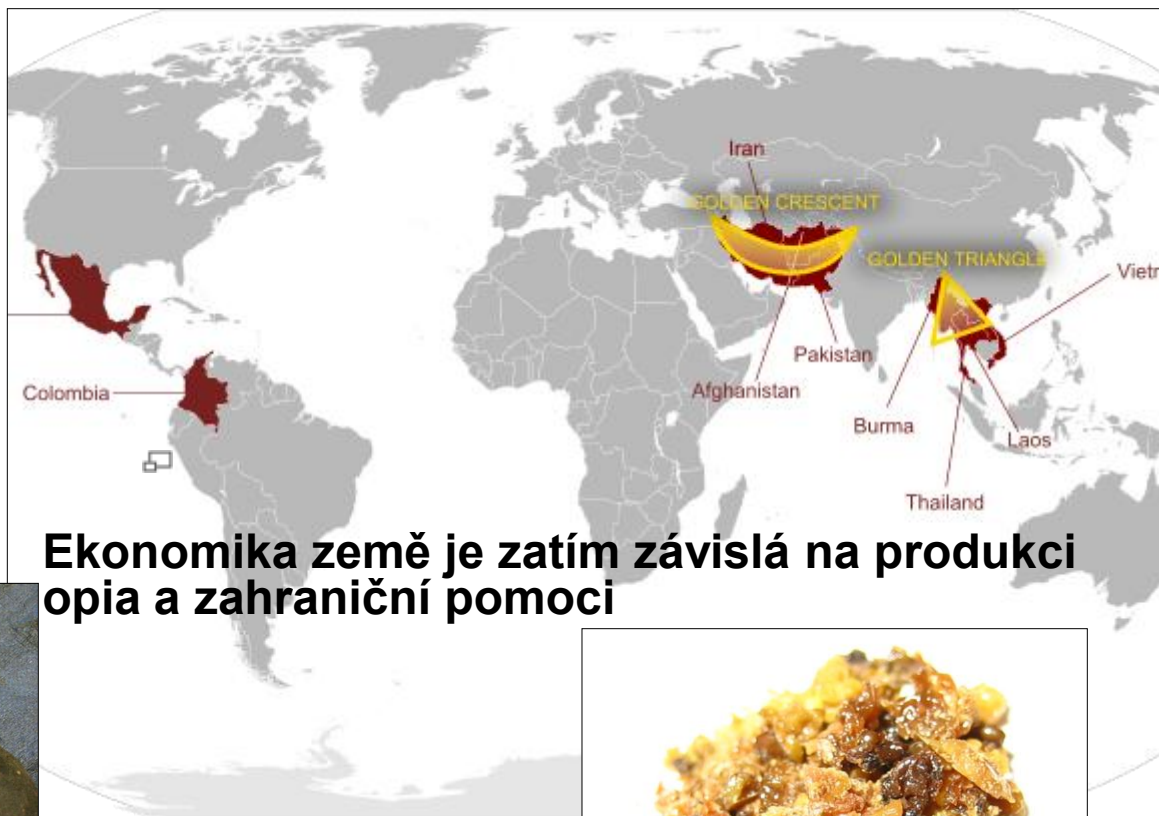 Iran
GOLDEN CRESCENT
GOLDEN TRIANGLE
Vietn
Pakistan
Colombia
Afghanistan
Burma
Laos
Thailand
Ekonomika země je zatím závislá na produkci
opia a zahraniční pomoci